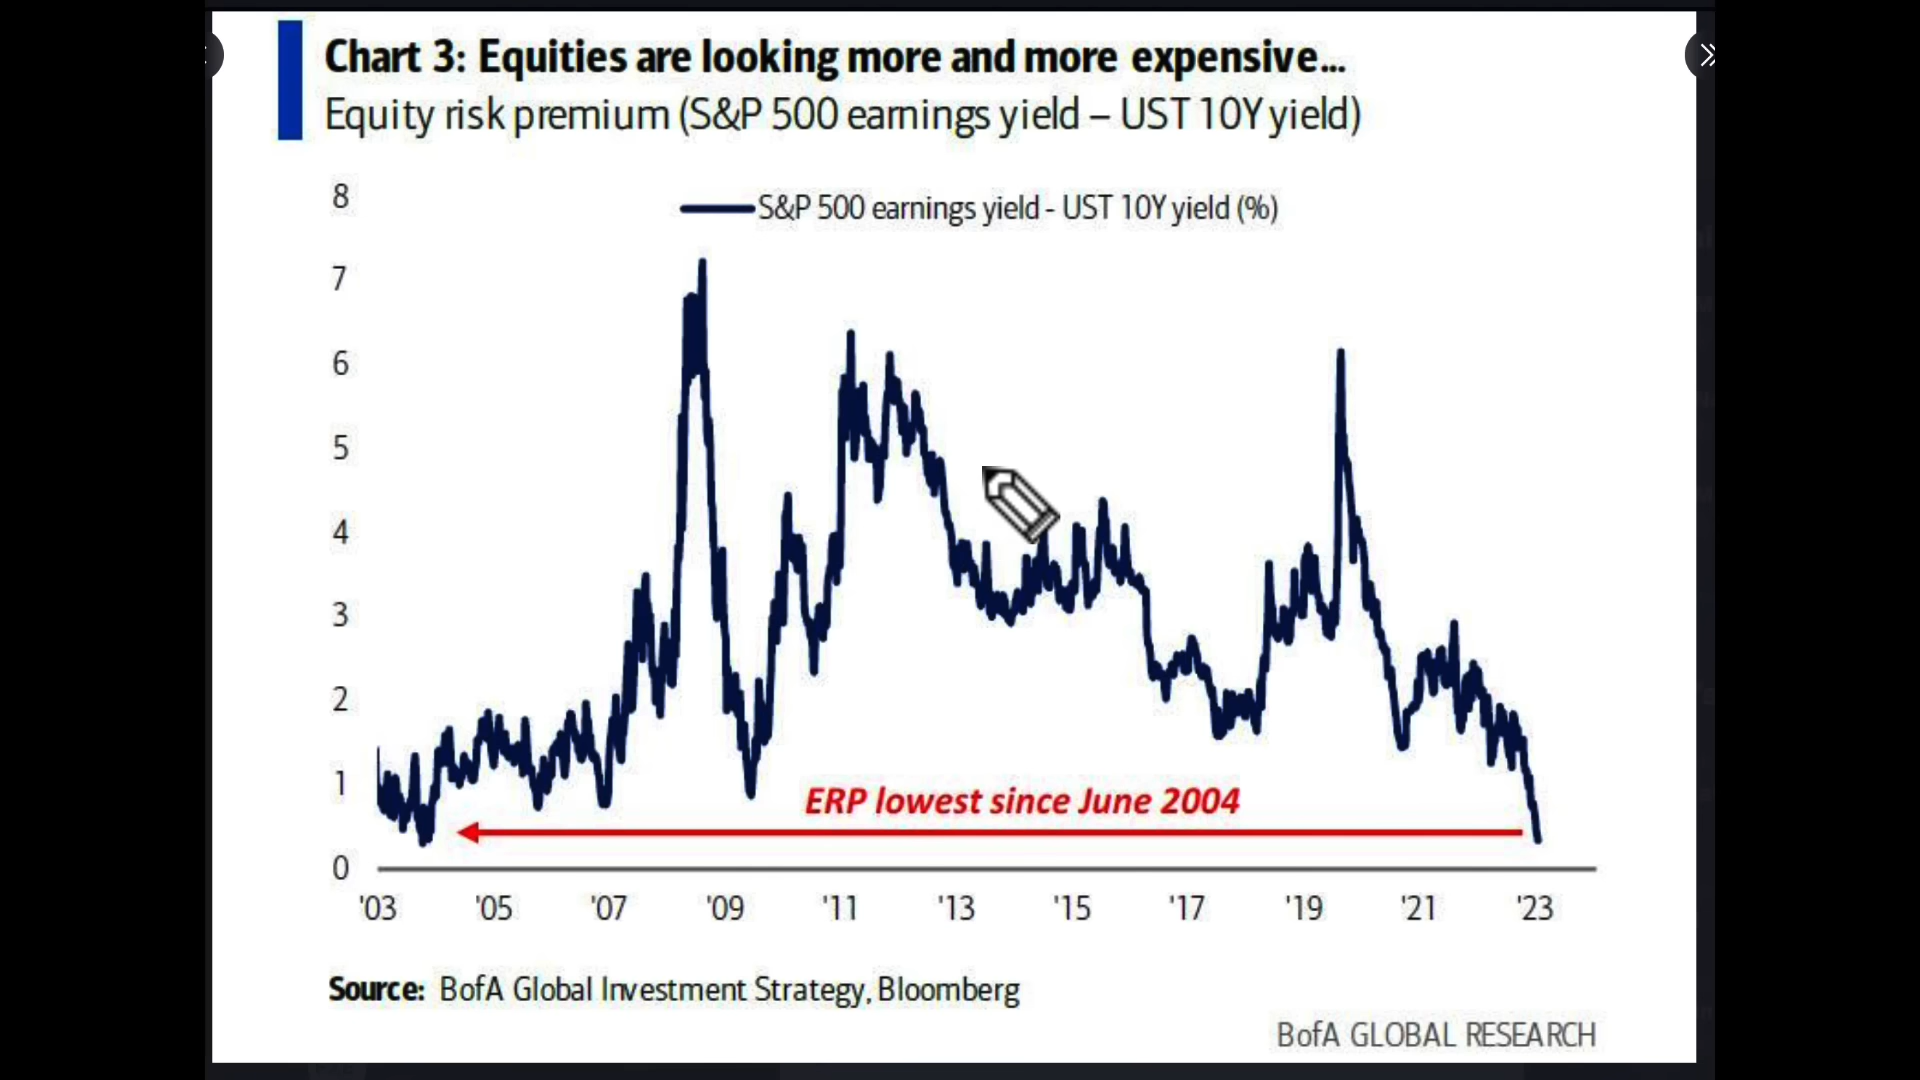 Chart 3: Equities are looking more and more expensive...
Equity risk premium (S&P 500 earnings yield – UST 10Y yield)
S&P 500 earnings yield - UST 10Y yield (%)
8
7
6
5
4
3
2
1
0
ERP lowest since June 2004
'03 '05 '07 '09 '11 '13 '15 '17 '19 '21 '23
Source: BofA Global Investment Strategy, Bloomberg
BofA GLOBAL RESEARCH